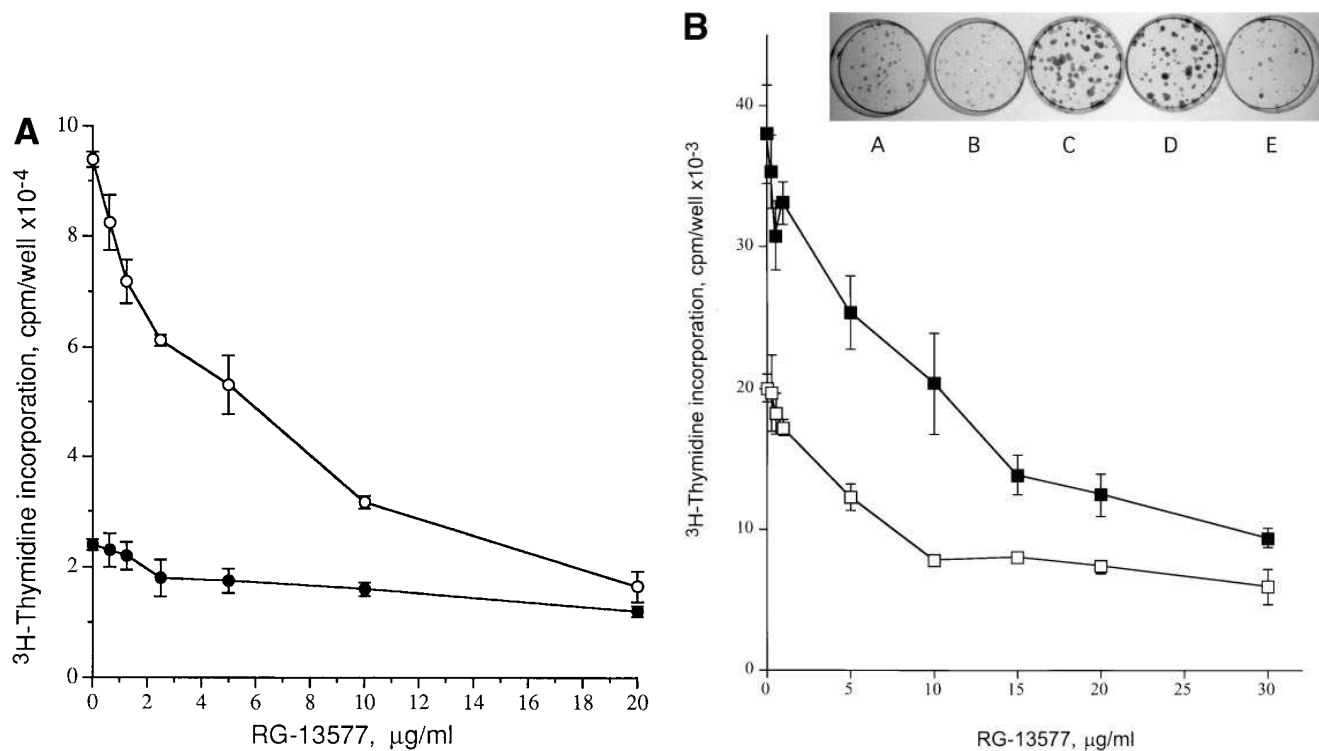 A
³H-Thymidine incorporation, cpm/well x10⁻⁴
10
8
6
4
2
0
0 2 4 6 8 10 12 14 16 18 20
RG-13577, μg/ml
B
A B C D E
³H-Thymidine incorporation, cpm/well x10⁻³
40
30
20
10
0
0 5 10 15 20 25 30
RG-13577, μg/ml